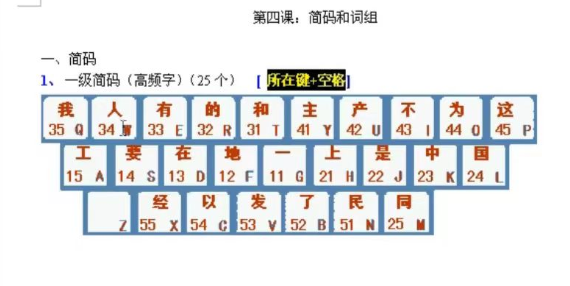 第四课：简码和词组
一、简码
1、一级简码（高频字）（25个） [所在键+空格]
我 人 有 的 和 主 产 不 为 这
35 Q 34 W 33 E 32 R 31 T 41 Y 42 U 43 I 44 O 45 P
工 要 在 地 一 上 是 中 国
15 A 14 S 13 D 12 F 11 G 21 H 22 J 23 K 24 L
经 以 发 了 民 同
Z 55 X 54 C 53 V 52 B 51 N 25 M